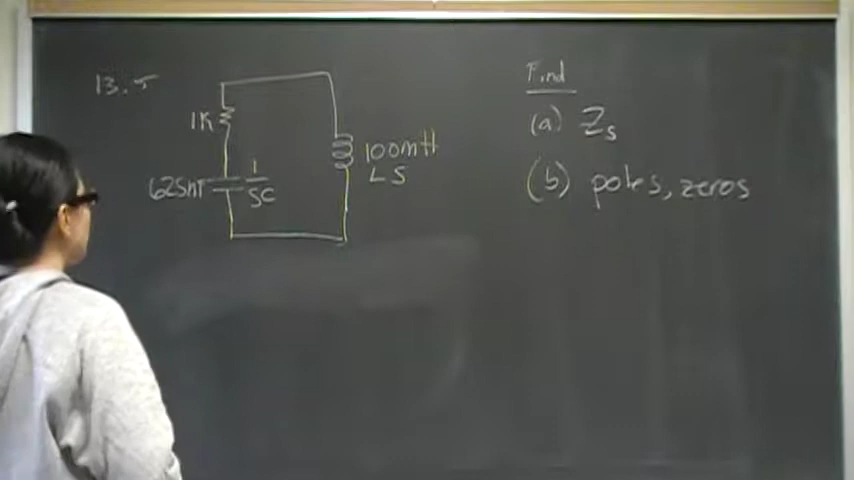 13.5
1K
625nF
1
SC
100mH
LS
Find
(a) Zs
(b) poles, zeros